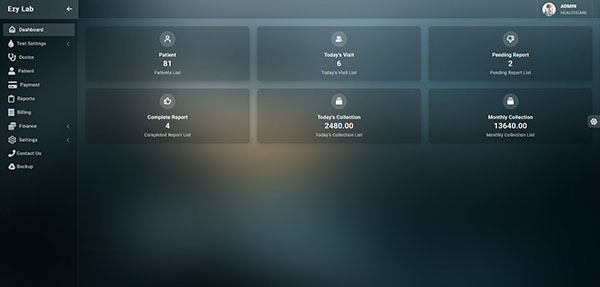 Ezy Lab
ADMIN
HEALTHCARE
Dashboard
Test Settings
Doctor
Patient
Payment
Reports
Billing
Finance
Settings
Contact Us
Backup
Patient
81
Patients List
Today's Visit
6
Today's Visit List
Pending Report
2
Pending Report List
Complete Report
4
Completed Report List
Today's Collection
2480.00
Today's Collection List
Monthly Collection
13640.00
Monthly Collection List